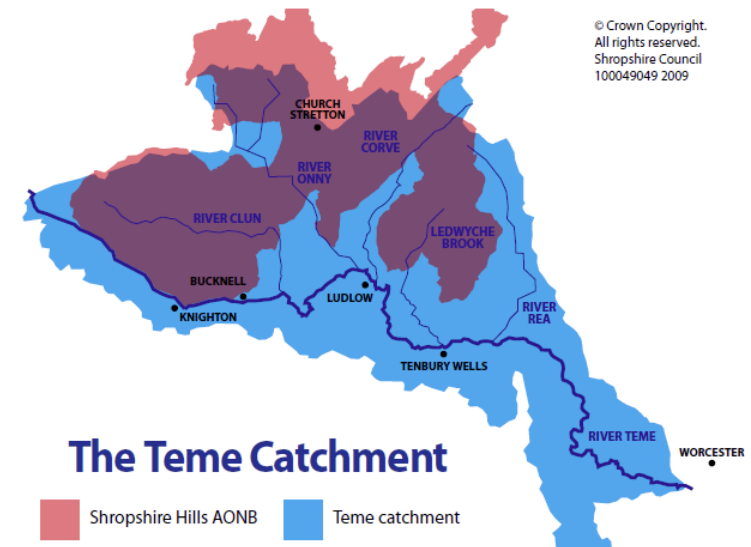 © Crown Copyright.
All rights reserved.
Shropshire Council
100049049 2009
CHURCH
STRETTON
RIVER
CORVE
RIVER
ONNY
RIVER CLUN
LEDWYCHE
BROOK
BUCKNELL
LUDLOW
KNIGHTON
RIVER
REA
TENBURY WELLS
RIVER TEME
WORCESTER
The Teme Catchment
Shropshire Hills AONB
Teme catchment